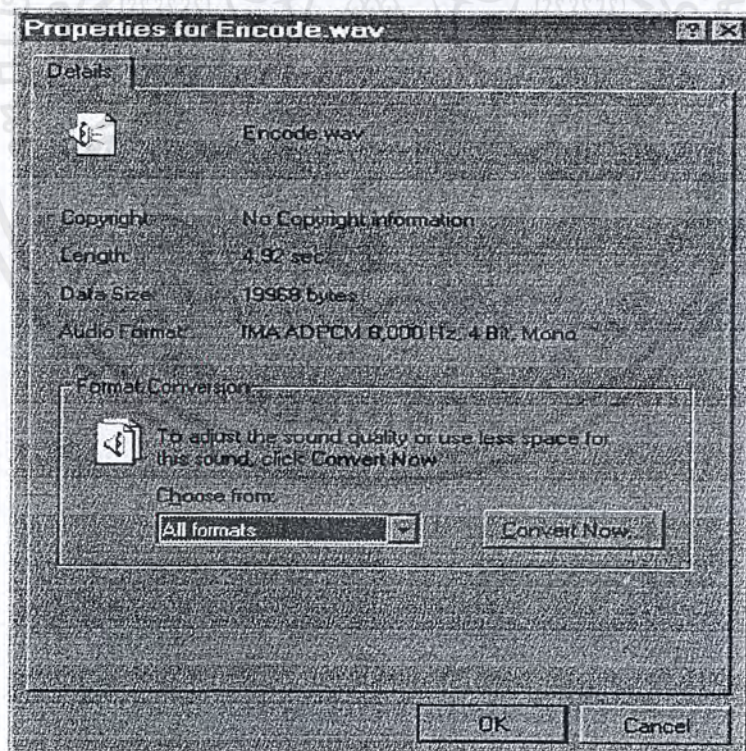 Properties for Encode.wav
Details
Encode.wav
Copyright: No Copyright information
Length: 4.92 sec
Data Size: 19968 bytes
Audio Format: IMA ADPCM 8,000 Hz, 4 Bit, Mono
Format Conversion
To adjust the sound quality or use less space for
this sound, click Convert Now.
Choose from:
All formats
Convert Now...
OK
Cancel